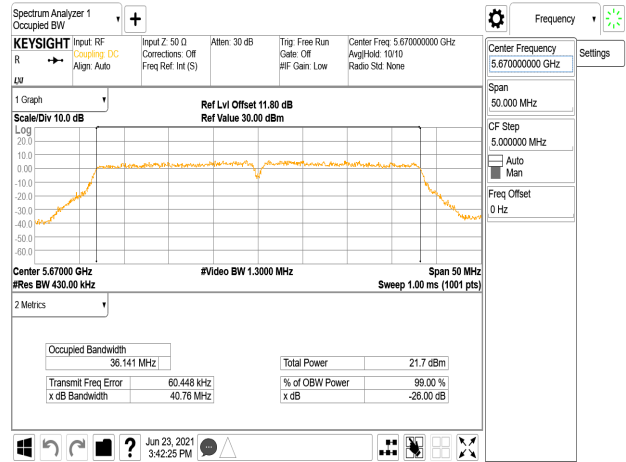 Spectrum Analyzer 1
Occupied BW
Frequency
KEYSIGHT
R
LXI
Input: RF
Coupling: DC
Align: Auto
Input Z: 50 Ω
Corrections: Off
Freq Ref: Int (S)
Atten: 30 dB
Trig: Free Run
Gate: Off
#IF Gain: Low
Center Freq: 5.670000000 GHz
Avg|Hold: 10/10
Radio Std: None
Center Frequency
5.670000000 GHz
Settings
Span
50.000 MHz
CF Step
5.000000 MHz
Auto
Man
Freq Offset
0 Hz
1 Graph
Scale/Div 10.0 dB
Ref Lvl Offset 11.80 dB
Ref Value 30.00 dBm
Log
20.0
10.0
0.00
-10.0
-20.0
-30.0
-40.0
-50.0
-60.0
Center 5.67000 GHz
#Video BW 1.3000 MHz
Span 50 MHz
#Res BW 430.00 kHz
Sweep 1.00 ms (1001 pts)
2 Metrics
Occupied Bandwidth
36.141 MHz
Total Power 21.7 dBm
Transmit Freq Error 60.448 kHz
% of OBW Power 99.00 %
x dB Bandwidth 40.76 MHz
x dB -26.00 dB
?
Jun 23, 2021
3:42:25 PM